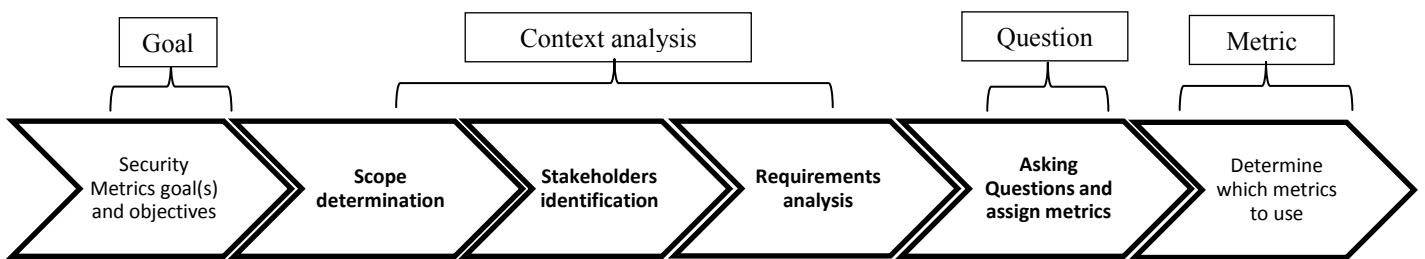 Goal
Context analysis
Question
Metric
Security
Metrics goal(s)
and objectives
Scope
determination
Stakeholders
identification
Requirements
analysis
Asking
Questions and
assign metrics
Determine
which metrics
to use